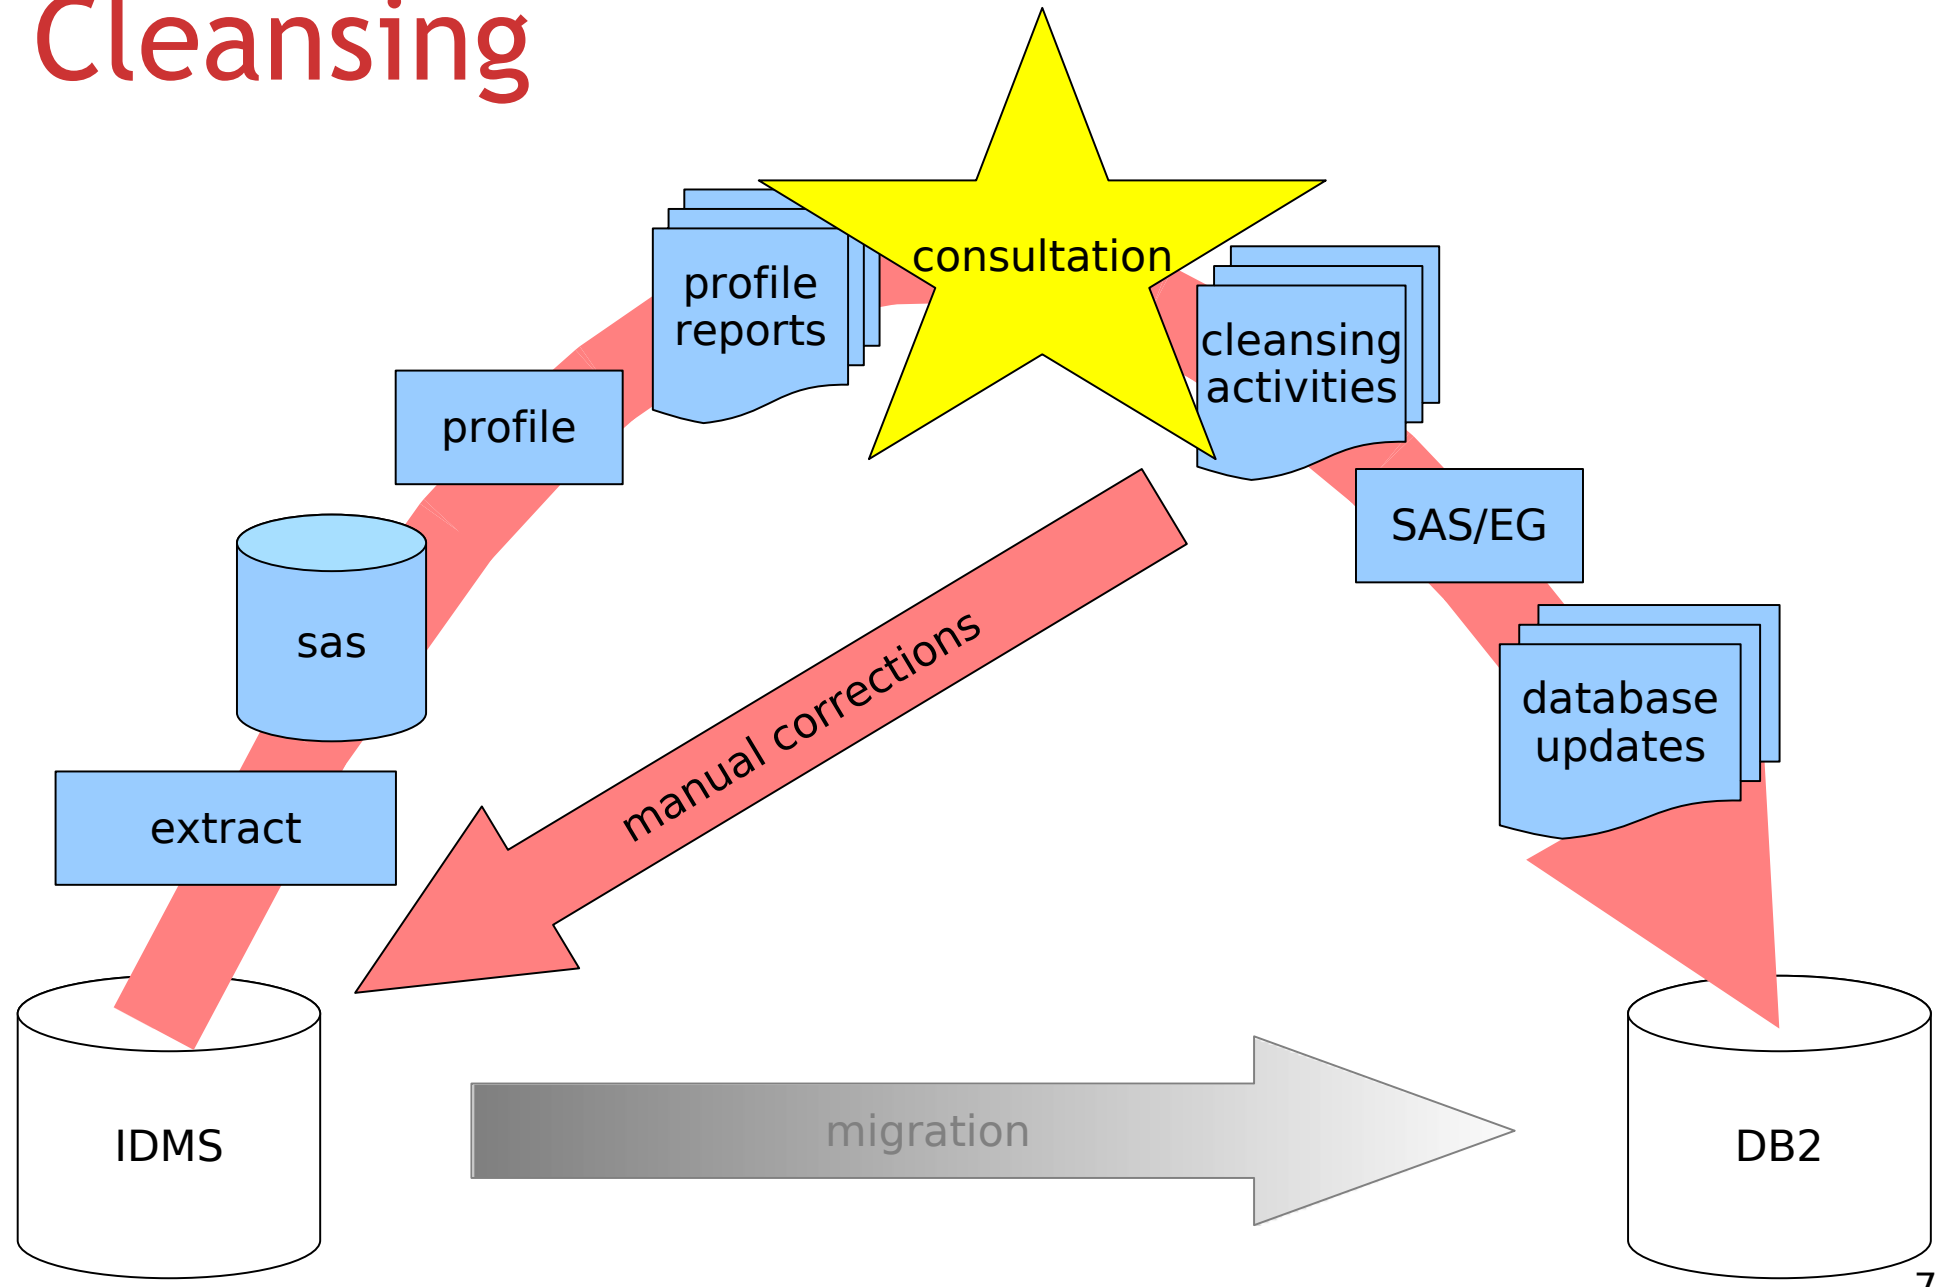 Cleansing
consultation
profile
reports
cleansing
activities
profile
SAS/EG
sas
manual corrections
database
updates
extract
migration
IDMS
DB2
7